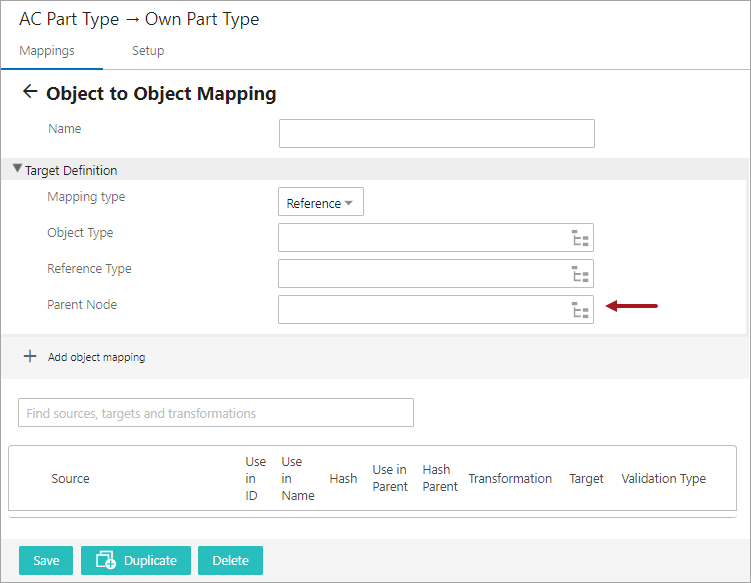 AC Part Type → Own Part Type
Mappings Setup
← Object to Object Mapping
Name
Target Definition
Mapping type Reference
Object Type
Reference Type
Parent Node
+ Add object mapping
Find sources, targets and transformations
Source Use in ID Use in Name Hash Use in Parent Hash Parent Transformation Target Validation Type
Save Duplicate Delete